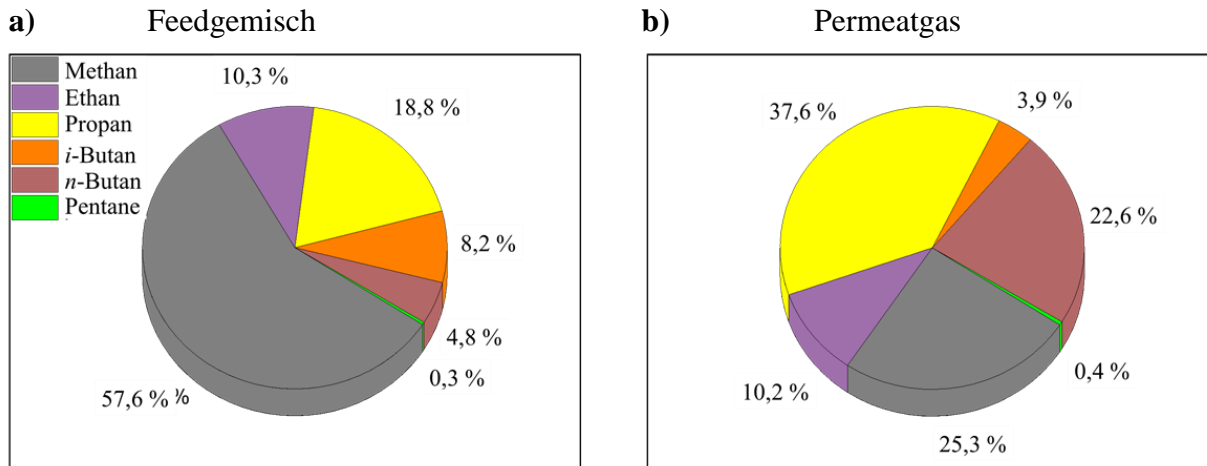 a) Feedgemisch
Methan
Ethan
Propan
i-Butan
n-Butan
Pentane
10,3 %
18,8 %
8,2 %
4,8 %
0,3 %
57,6 % %
b) Permeatgas
37,6 %
3,9 %
22,6 %
0,4 %
25,3 %
10,2 %